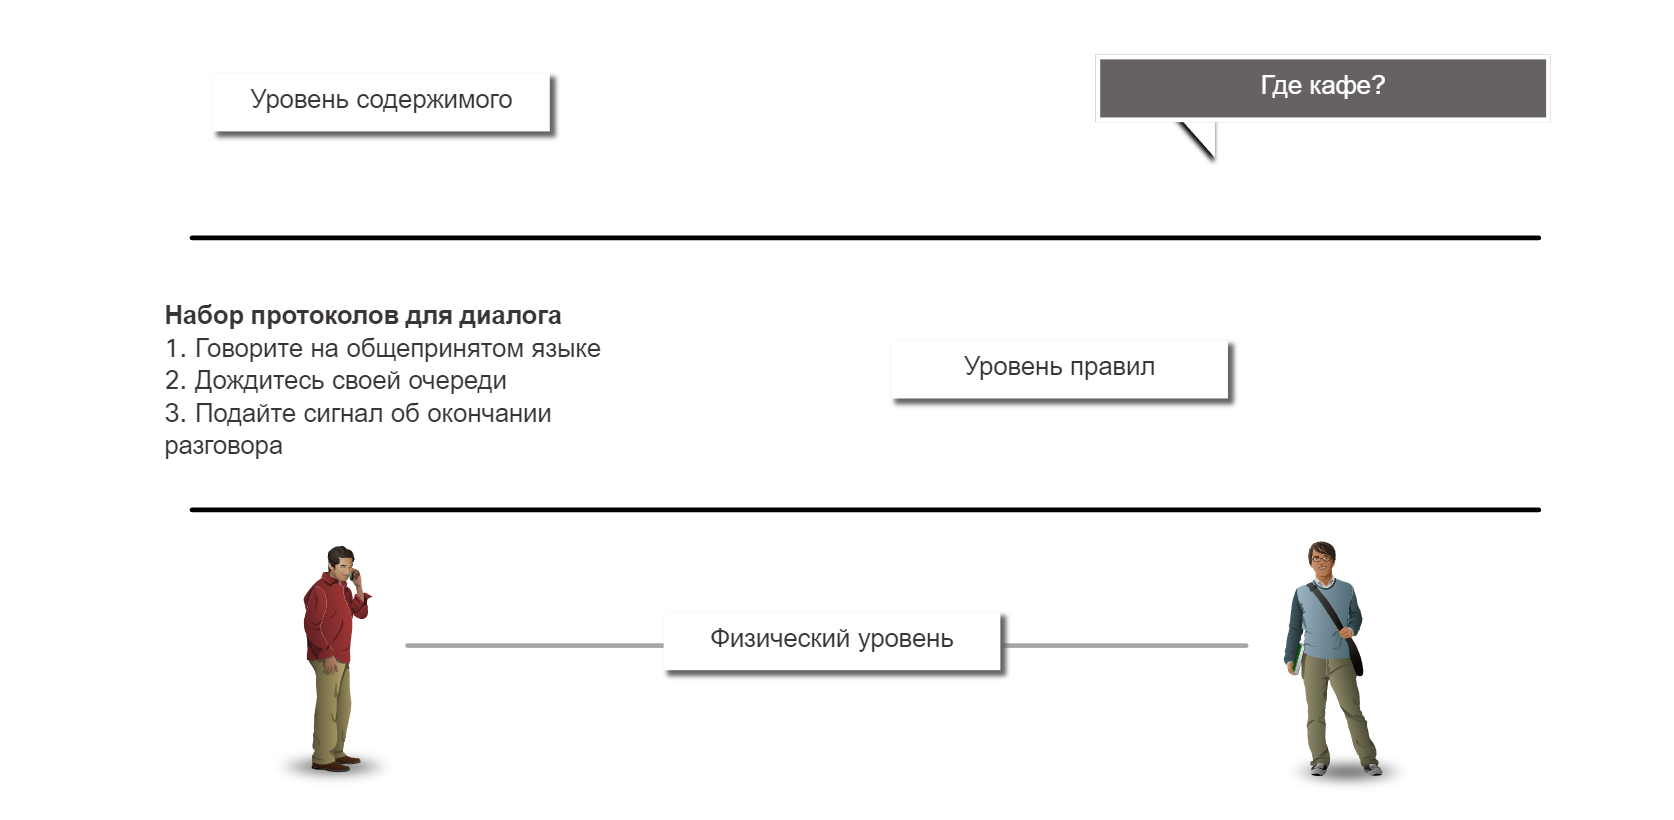 Уровень содержимого
Где кафе?
Набор протоколов для диалога
1. Говорите на общепринятом языке
2. Дождитесь своей очереди
3. Подайте сигнал об окончании
разговора
Уровень правил
Физический уровень